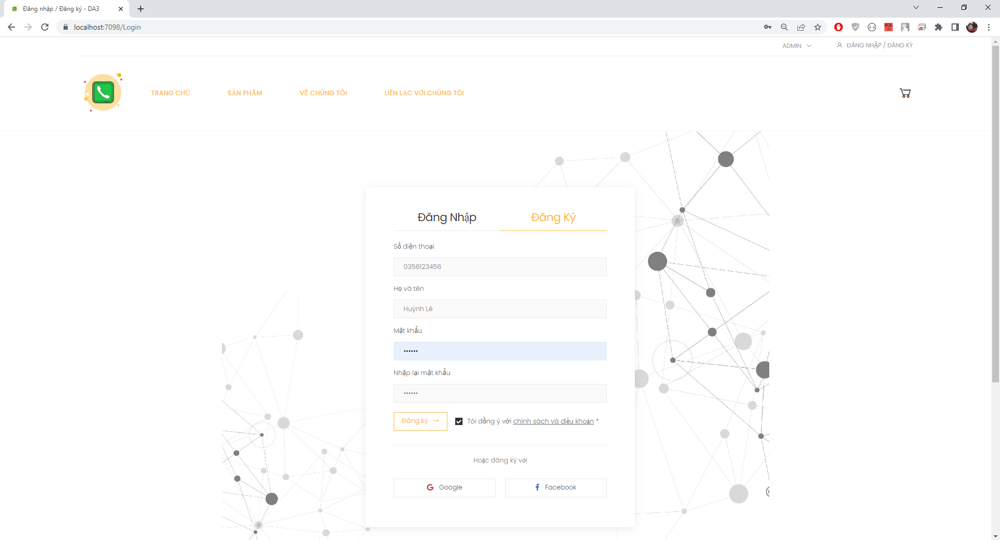 Đăng nhập / Đăng ký - DA3
localhost:7098/Login
SQL
ADMIN
ĐĂNG NHẬP / ĐĂNG KÝ
TRANG CHỦ
SẢN PHẨM
VỀ CHÚNG TÔI
LIÊN LẠC VỚI CHÚNG TÔI
Đăng Nhập
Đăng Ký
Số điện thoại
0356123456
Họ và tên
Huỳnh Lê
Mật khẩu
••••••
Nhập lại mật khẩu
••••••
Đăng ký →
Tôi đồng ý với chính sách và điều khoản *
Hoặc đăng ký với
Google
Facebook